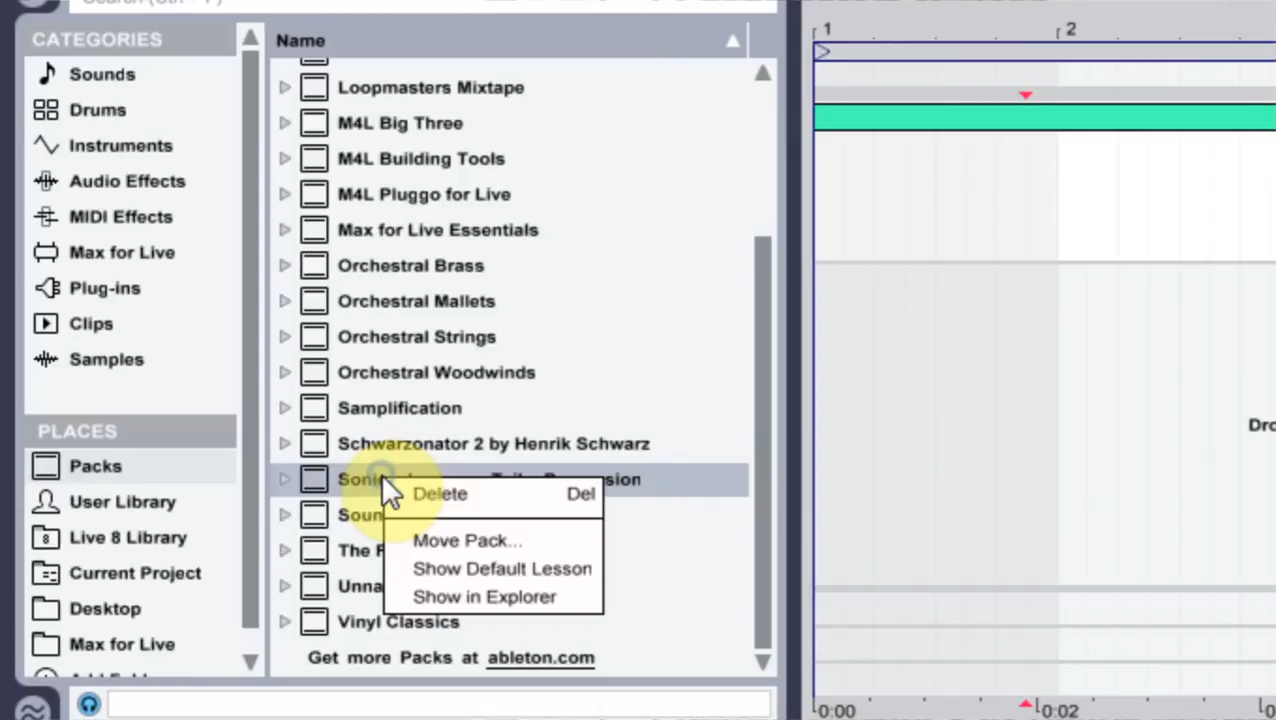 CATEGORIES
Sounds
Drums
Instruments
Audio Effects
MIDI Effects
Max for Live
Plug-ins
Clips
Samples
PLACES
Packs
User Library
Live 8 Library
Current Project
Desktop
Max for Live
Name
Loopmasters Mixtape
M4L Big Three
M4L Building Tools
M4L Pluggo for Live
Max for Live Essentials
Orchestral Brass
Orchestral Mallets
Orchestral Strings
Orchestral Woodwinds
Samplification
Schwarzonator 2 by Henrik Schwarz
Delete Del
Move Pack...
Show Default Lesson
Show in Explorer
The
Vinyl Classics
Get more Packs at ableton.com
1 2
0:00 0:02